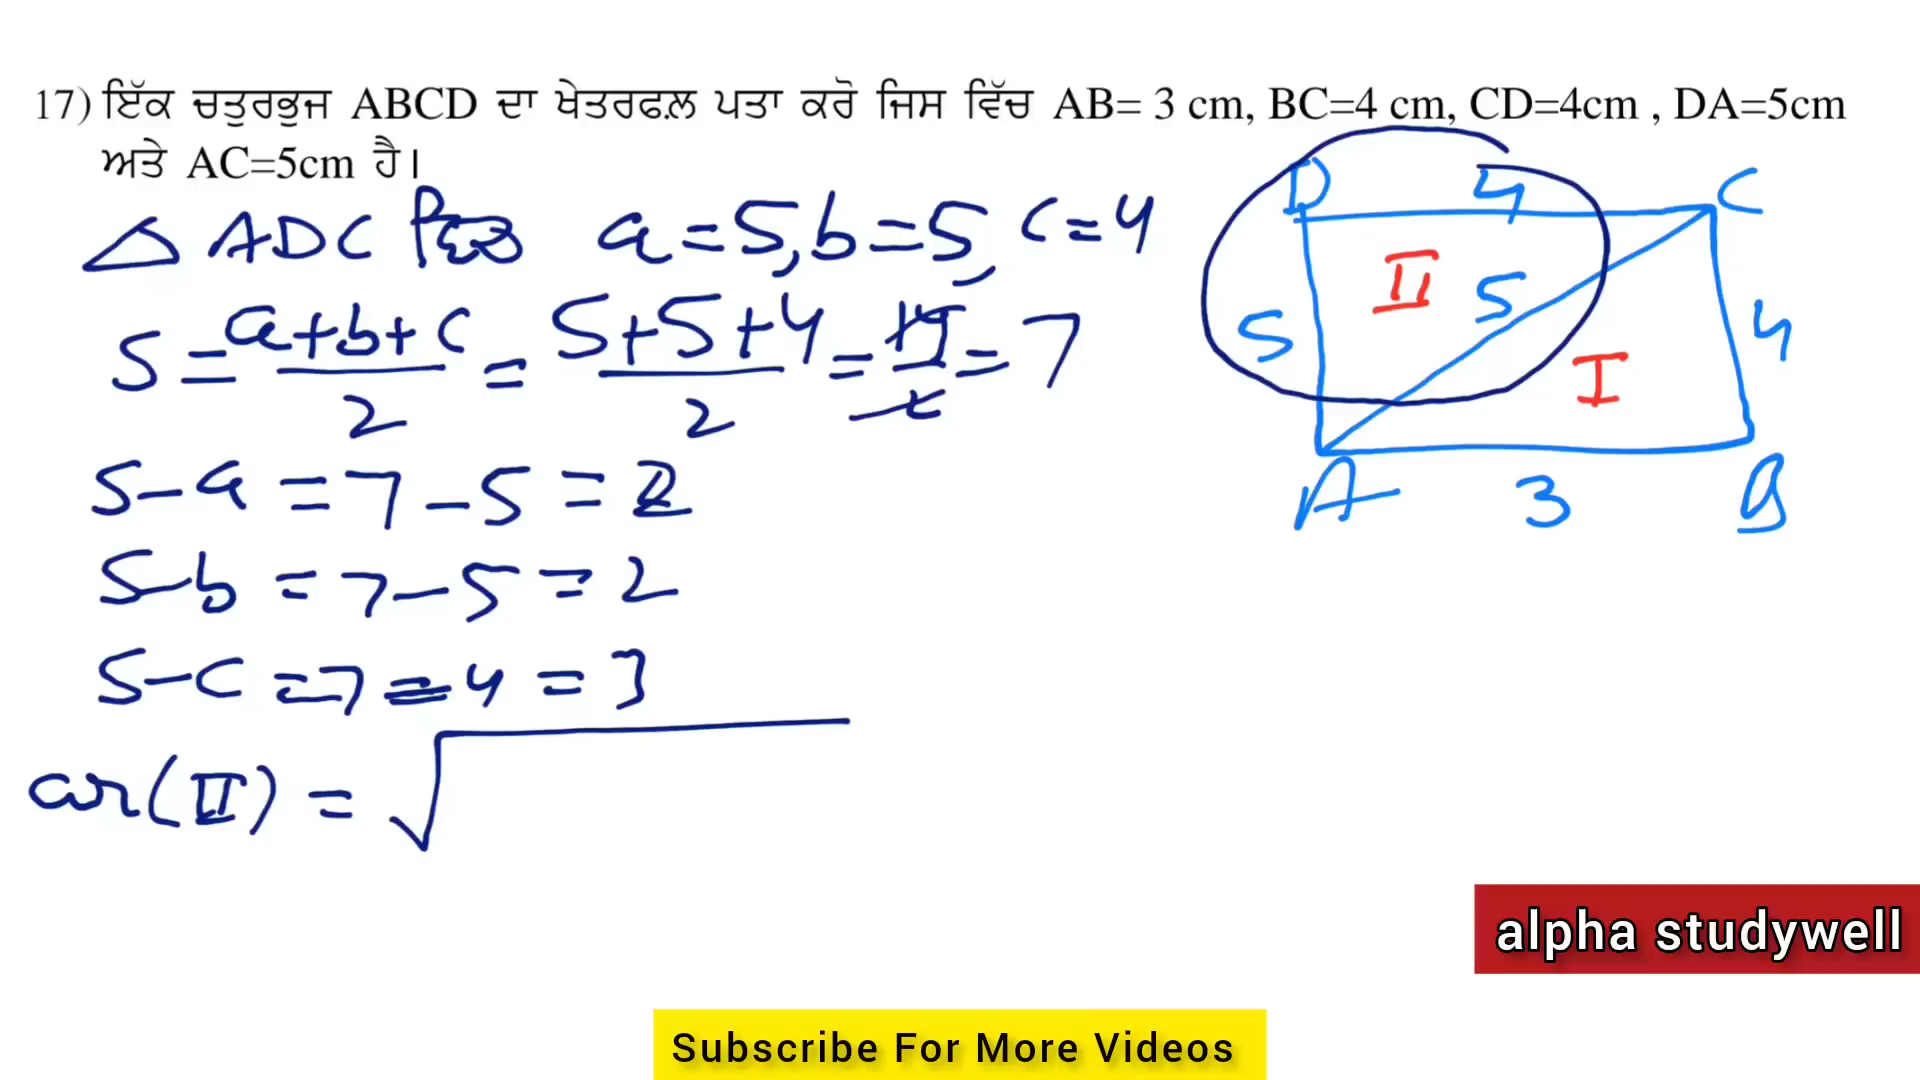 17) ਇੱਕ ਚਤੁਰਭੁਜ ABCD ਦਾ ਖੇਤਰਫਲ਼ ਪਤਾ ਕਰੋ ਜਿਸ ਵਿੱਚ AB= 3 cm, BC=4 cm, CD=4cm , DA=5cm
ਅਤੇ AC=5cm ਹੈ।
△ ADC ਵਿੱਚ a=5, b=5, c=4
S = a+b+c/2 = 5+5+4/2 = 14/2 = 7
S-a = 7-5 = 2
S-b = 7-5 = 2
S-c = 7-4 = 3
ar(II) = √
D 4 C
II 5
5 4
I
A 3 B
alpha studywell
Subscribe For More Videos